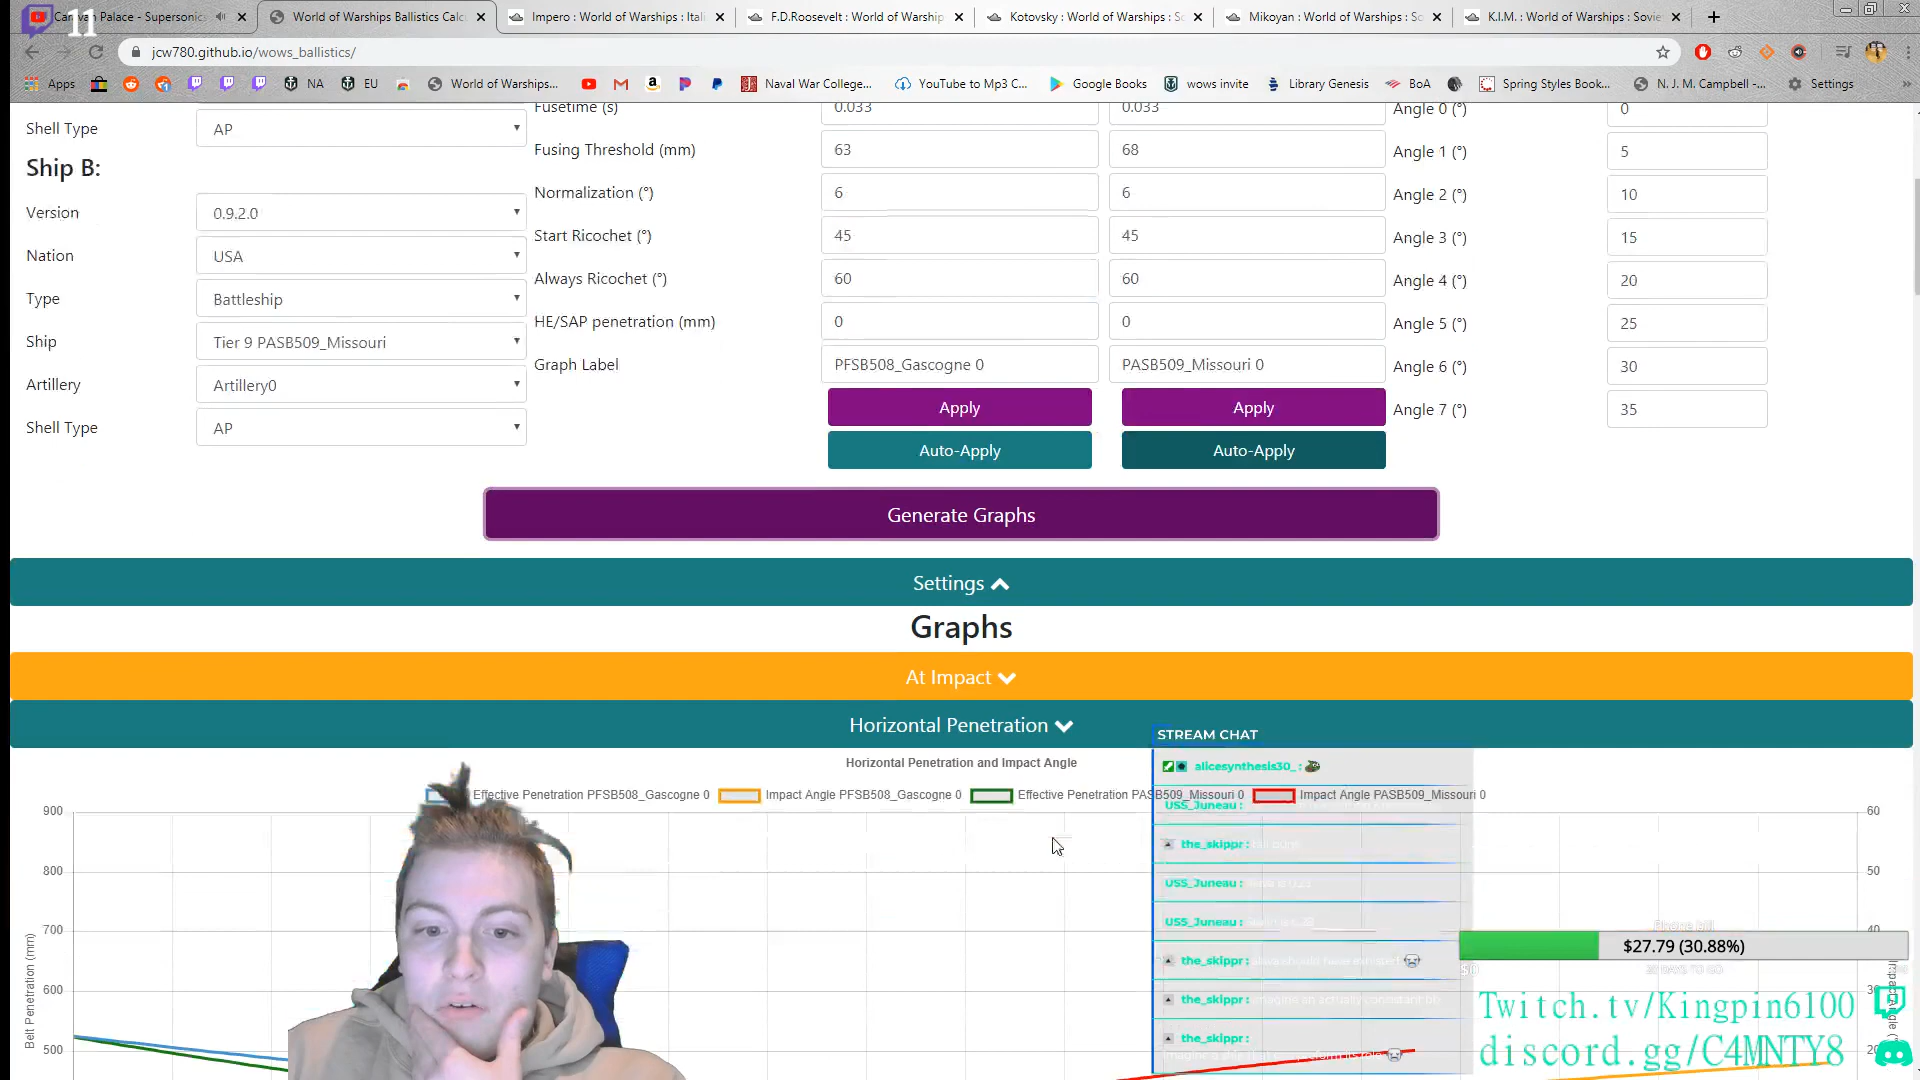 11
Caravan Palace - Supersonic
World of Warships Ballistics Calc
Impero : World of Warships : Itali
F.D.Roosevelt : World of Warship
Kotovsky : World of Warships : So
Mikoyan : World of Warships : So
K.I.M. : World of Warships : Sovie
jcw780.github.io/wows_ballistics/
Apps
NA
EU
World of Warships...
Naval War College...
YouTube to Mp3 C...
Google Books
wows invite
Library Genesis
BoA
Spring Styles Book...
N. J. M. Campbell -...
Settings
Shell Type
AP
Ship B:
Version
0.9.2.0
Nation
USA
Type
Battleship
Ship
Tier 9 PASB509_Missouri
Artillery
Artillery0
Shell Type
AP
Fusetime (s)
0.033
0.033
Fusing Threshold (mm)
63
68
Normalization (°)
6
6
Start Ricochet (°)
45
45
Always Ricochet (°)
60
60
HE/SAP penetration (mm)
0
0
Graph Label
PFSB508_Gascogne 0
PASB509_Missouri 0
Apply
Apply
Auto-Apply
Auto-Apply
Angle 0 (°)
0
Angle 1 (°)
5
Angle 2 (°)
10
Angle 3 (°)
15
Angle 4 (°)
20
Angle 5 (°)
25
Angle 6 (°)
30
Angle 7 (°)
35
Generate Graphs
Settings
Graphs
At Impact
Horizontal Penetration
Horizontal Penetration and Impact Angle
Effective Penetration PFSB508_Gascogne 0
Impact Angle PFSB508_Gascogne 0
Effective Penetration PASB509_Missouri 0
Impact Angle PASB509_Missouri 0
900
800
700
600
500
Belt Penetration (mm)
60
50
40
STREAM CHAT
alicesynthesis30_ :
USS_Juneau :
the_skippr :
USS_Juneau :
USS_Juneau :
the_skippr :
the_skippr :
the_skippr :
$27.79 (30.88%)
Twitch.tv/Kingpin6100
discord.gg/C4MNTY8